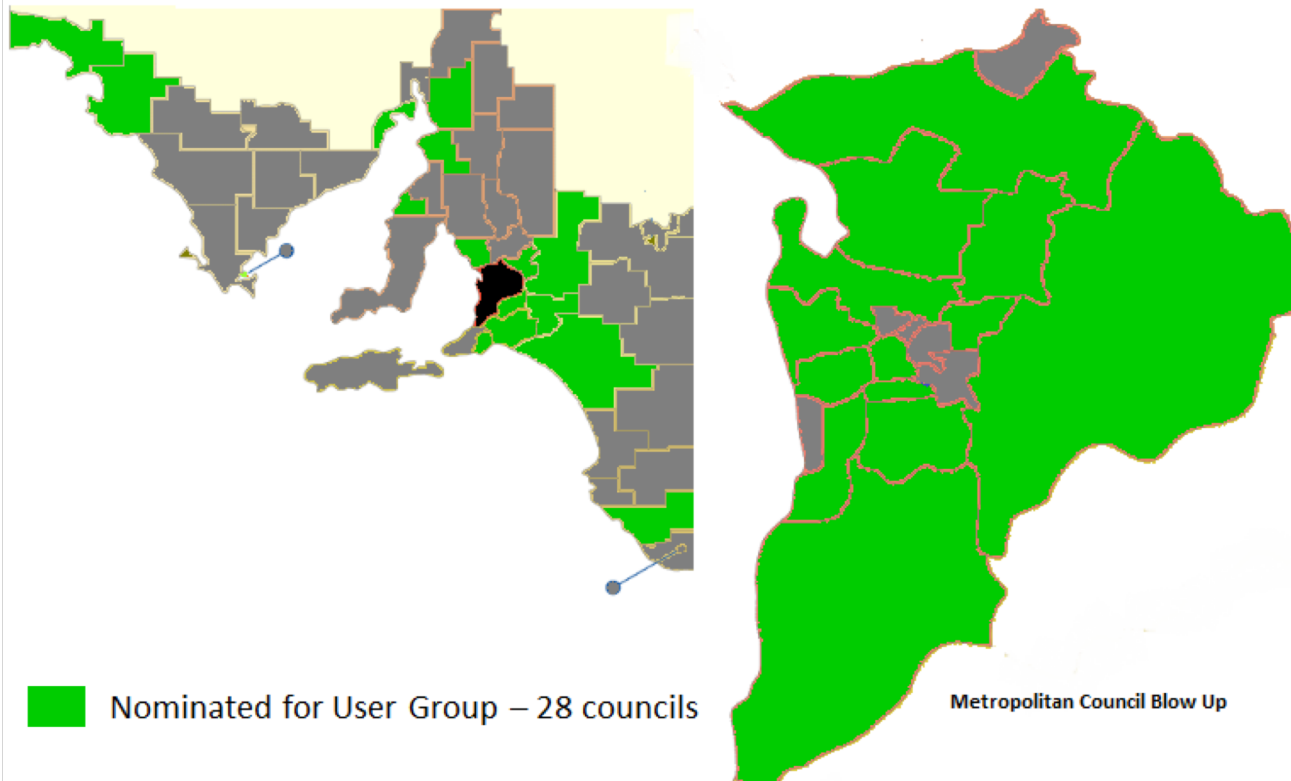 Nominated for User Group – 28 councils
Metropolitan Council Blow Up